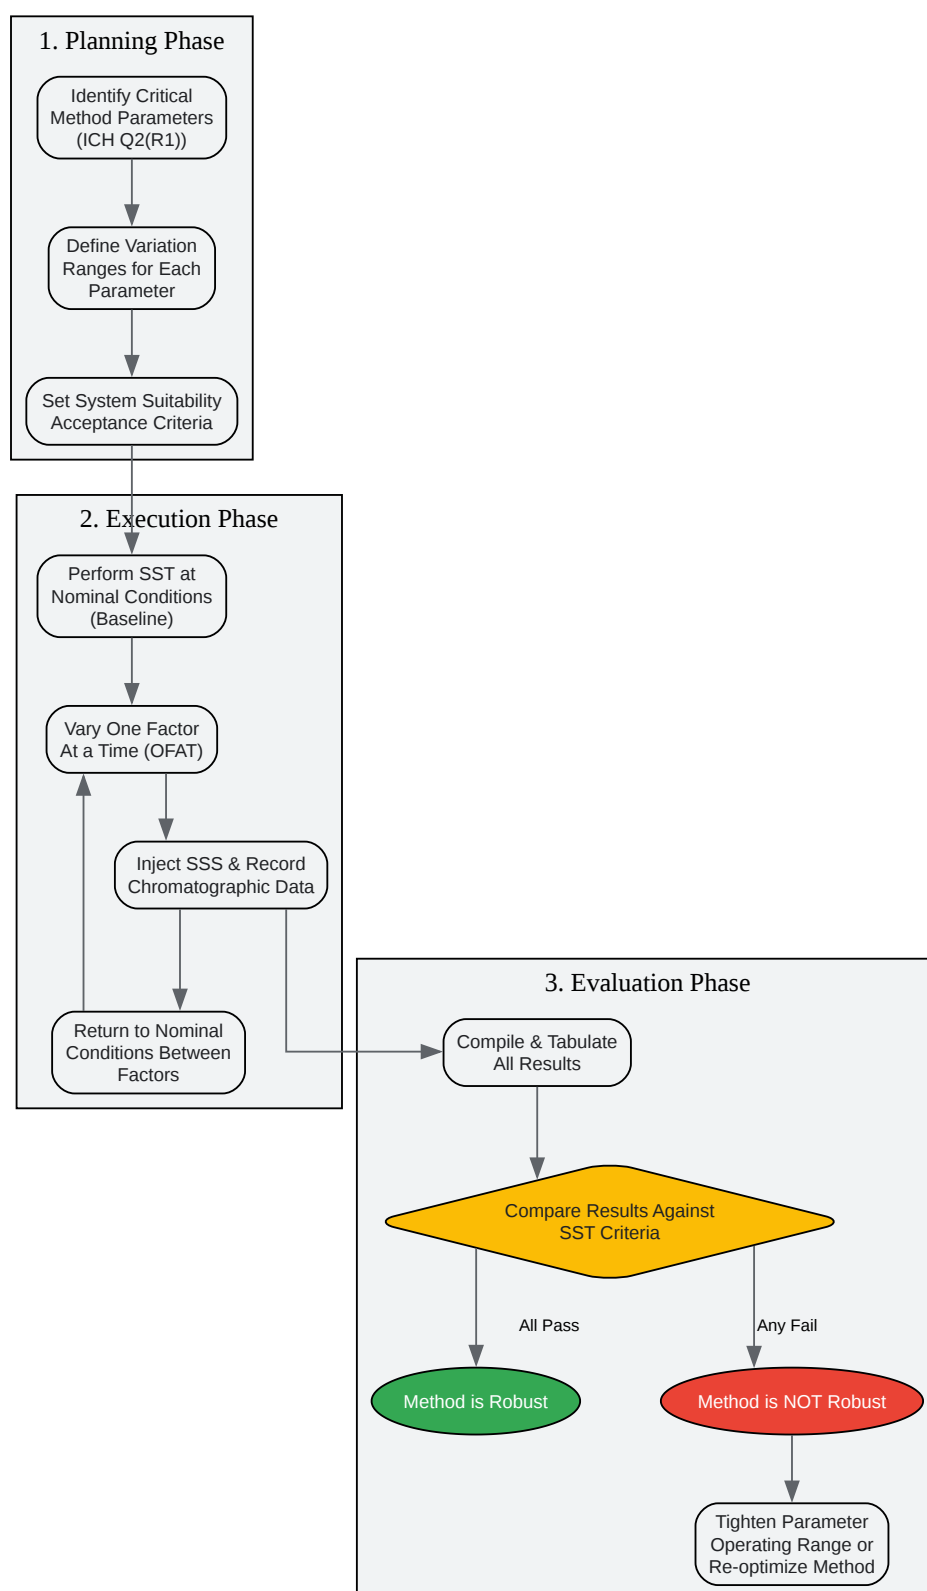 1. Planning Phase
Identify Critical
Method Parameters
(ICH Q2(R1))
Define Variation
Ranges for Each
Parameter
Set System Suitability
Acceptance Criteria
2. Execution Phase
Perform SST at
Nominal Conditions
(Baseline)
Vary One Factor
At a Time (OFAT)
Inject SSS & Record
Chromatographic Data
Return to Nominal
Conditions Between
Factors
3. Evaluation Phase
Compile & Tabulate
All Results
Compare Results Against
SST Criteria
All Pass
Any Fail
Method is Robust
Method is NOT Robust
Tighten Parameter
Operating Range or
Re-optimize Method